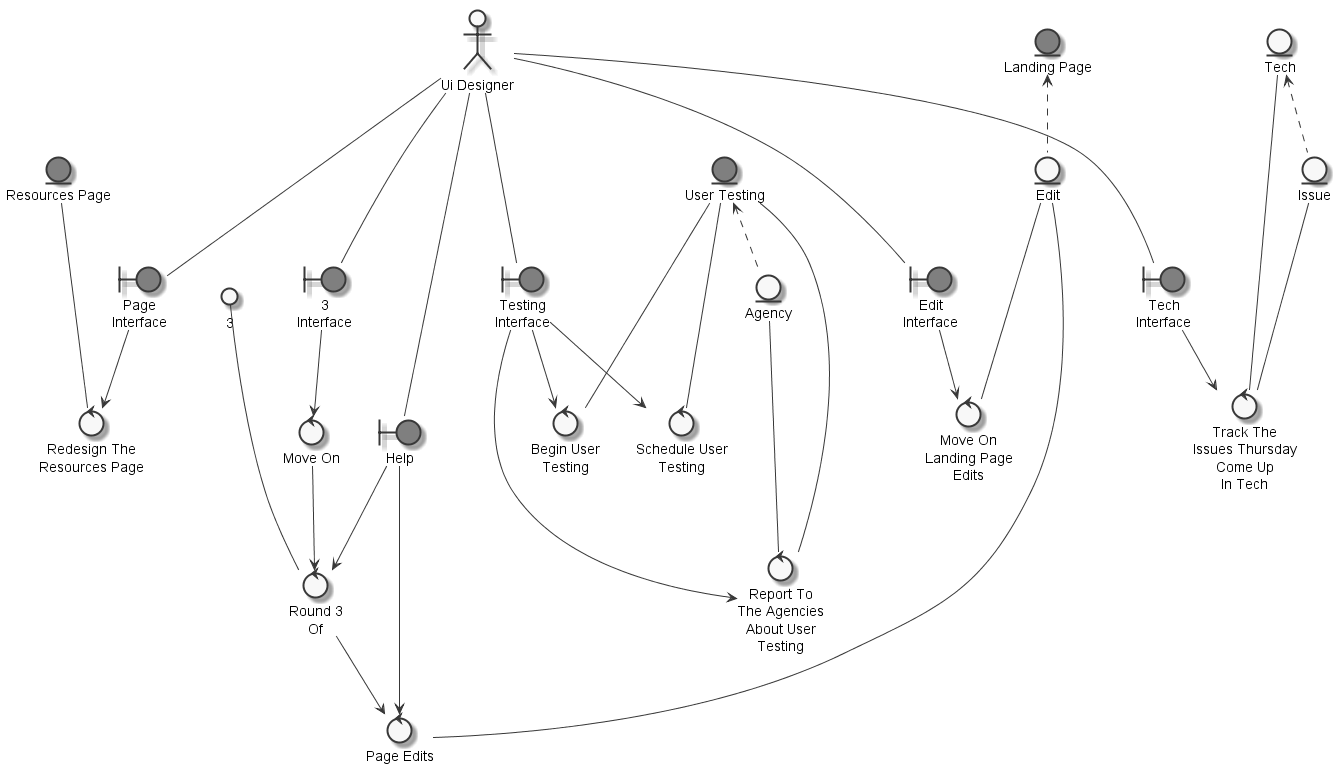 Ui Designer
Landing Page
Tech
Resources Page
User Testing
Edit
Issue
Page
Interface
3
3
Interface
Testing
Interface
Agency
Edit
Interface
Tech
Interface
Redesign The
Resources Page
Move On
Help
Begin User
Testing
Schedule User
Testing
Move On
Landing Page
Edits
Track The
Issues Thursday
Come Up
In Tech
Round 3
Of
Report To
The Agencies
About User
Testing
Page Edits